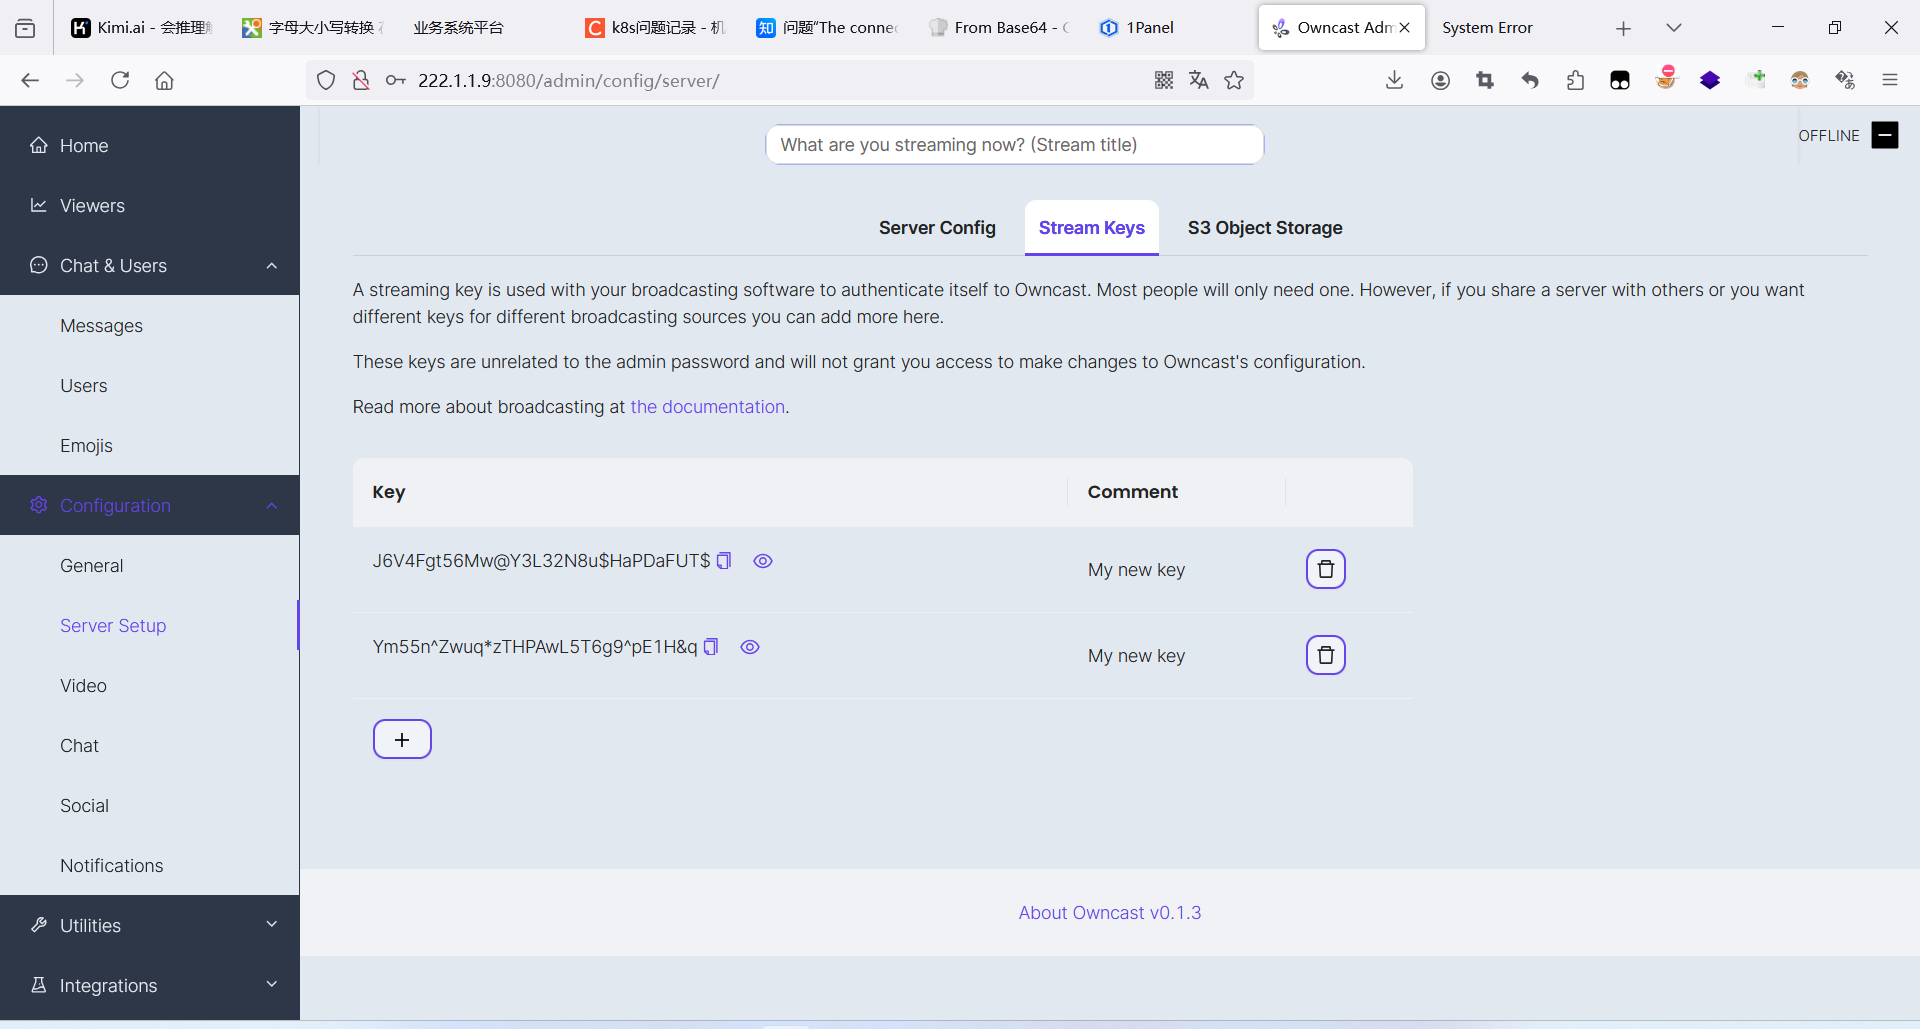 Kimi.ai - 会推理解
字母大小写转换
业务系统平台
k8s问题记录 - 机
问题“The conne
From Base64 - C
1Panel
Owncast Adm
System Error
222.1.1.9:8080/admin/config/server/
Home
Viewers
Chat & Users
Messages
Users
Emojis
Configuration
General
Server Setup
Video
Chat
Social
Notifications
Utilities
Integrations
What are you streaming now? (Stream title)
OFFLINE
Server Config
Stream Keys
S3 Object Storage
A streaming key is used with your broadcasting software to authenticate itself to Owncast. Most people will only need one. However, if you share a server with others or you want
different keys for different broadcasting sources you can add more here.
These keys are unrelated to the admin password and will not grant you access to make changes to Owncast's configuration.
Read more about broadcasting at the documentation.
Key
Comment
J6V4Fgt56Mw@Y3L32N8u$HaPDaFUT$
My new key
Ym55n^Zwuq*zTHPAwL5T6g9^pE1H&q
My new key
About Owncast v0.1.3